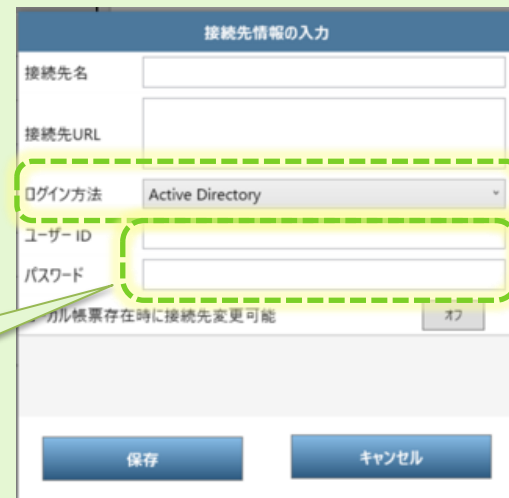 接続先情報の入力
接続先名
接続先URL
ログイン方法 Active Directory
ユーザー ID
パスワード
カル帳票存在時に接続先変更可能 オフ
保存 キャンセル